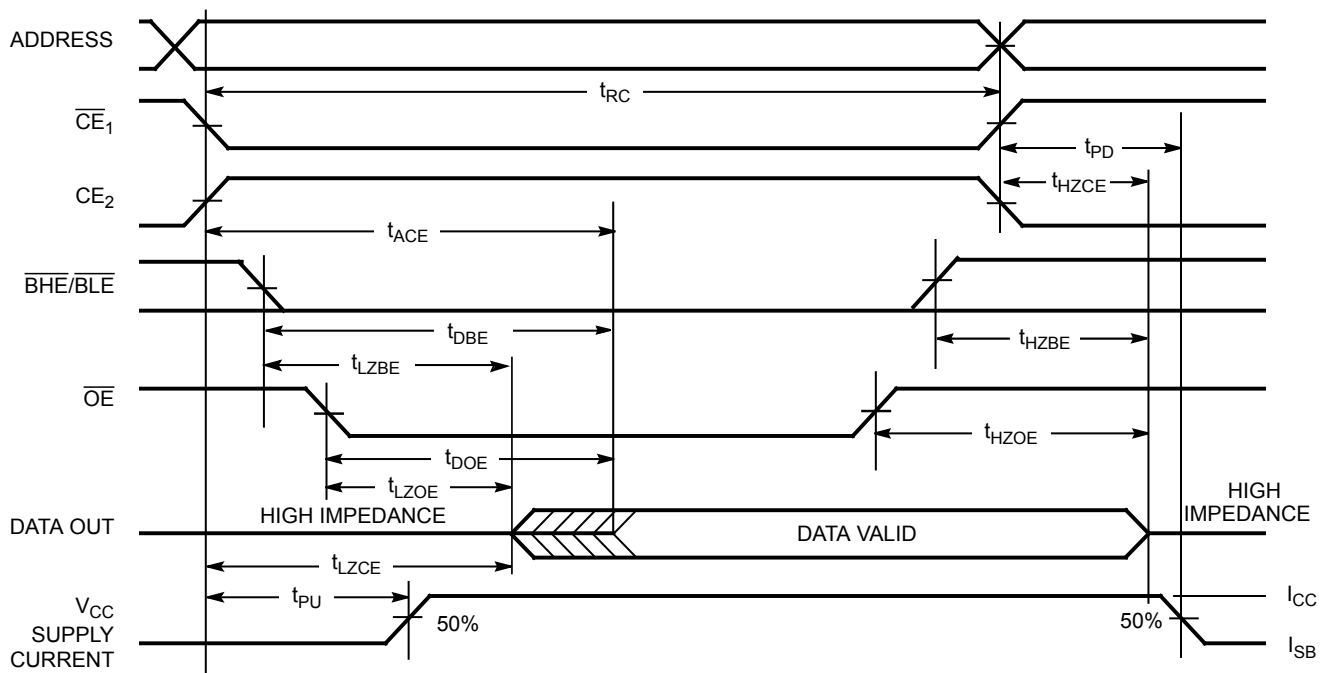 ADDRESS
tRC
CE1
tPD
tHZCE
CE2
tACE
BHE/BLE
tDBE
tHZBE
tLZBE
OE
tHZOE
tDOE
tLZOE
HIGH IMPEDANCE
HIGH
IMPEDANCE
DATA OUT
DATA VALID
tLZCE
tPU
VCC
SUPPLY
CURRENT
50%
50%
ICC
ISB